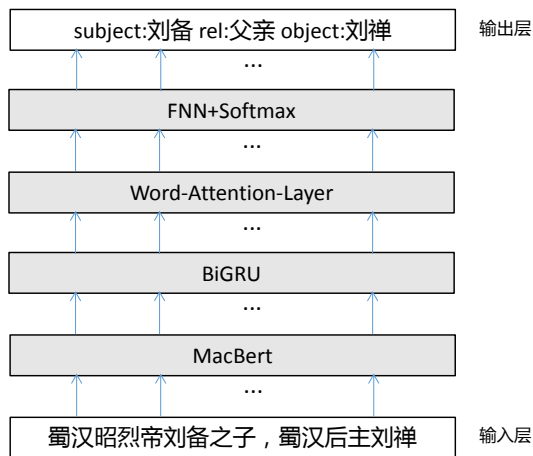 subject:刘备 rel:父亲 object:刘禅 输出层
...
FNN+Softmax
...
Word-Attention-Layer
...
BiGRU
...
MacBert
...
蜀汉昭烈帝刘备之子，蜀汉后主刘禅 输入层